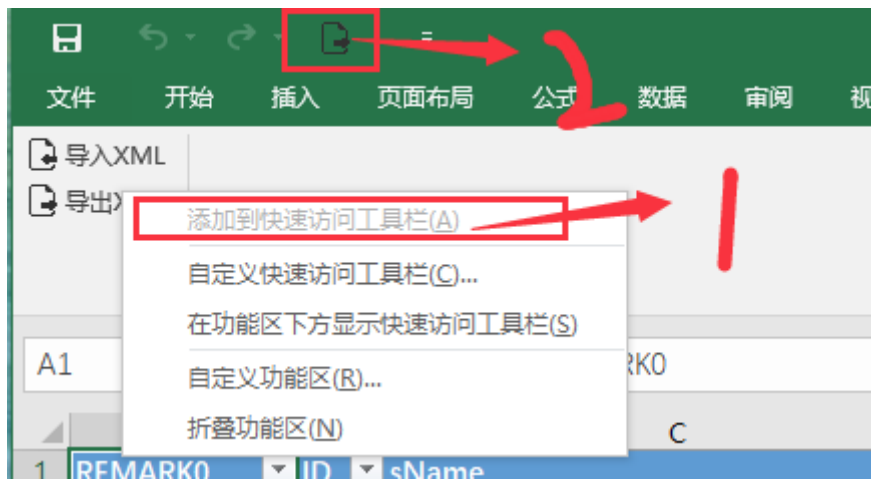 2
文件 开始 插入 页面布局 公式 数据 审阅 视
导入XML
1
导出X
添加到快速访问工具栏(A)
自定义快速访问工具栏(C)...
在功能区下方显示快速访问工具栏(S)
A1 RK0
自定义功能区(R)...
折叠功能区(N)
C
1 REMARK0 ID sName